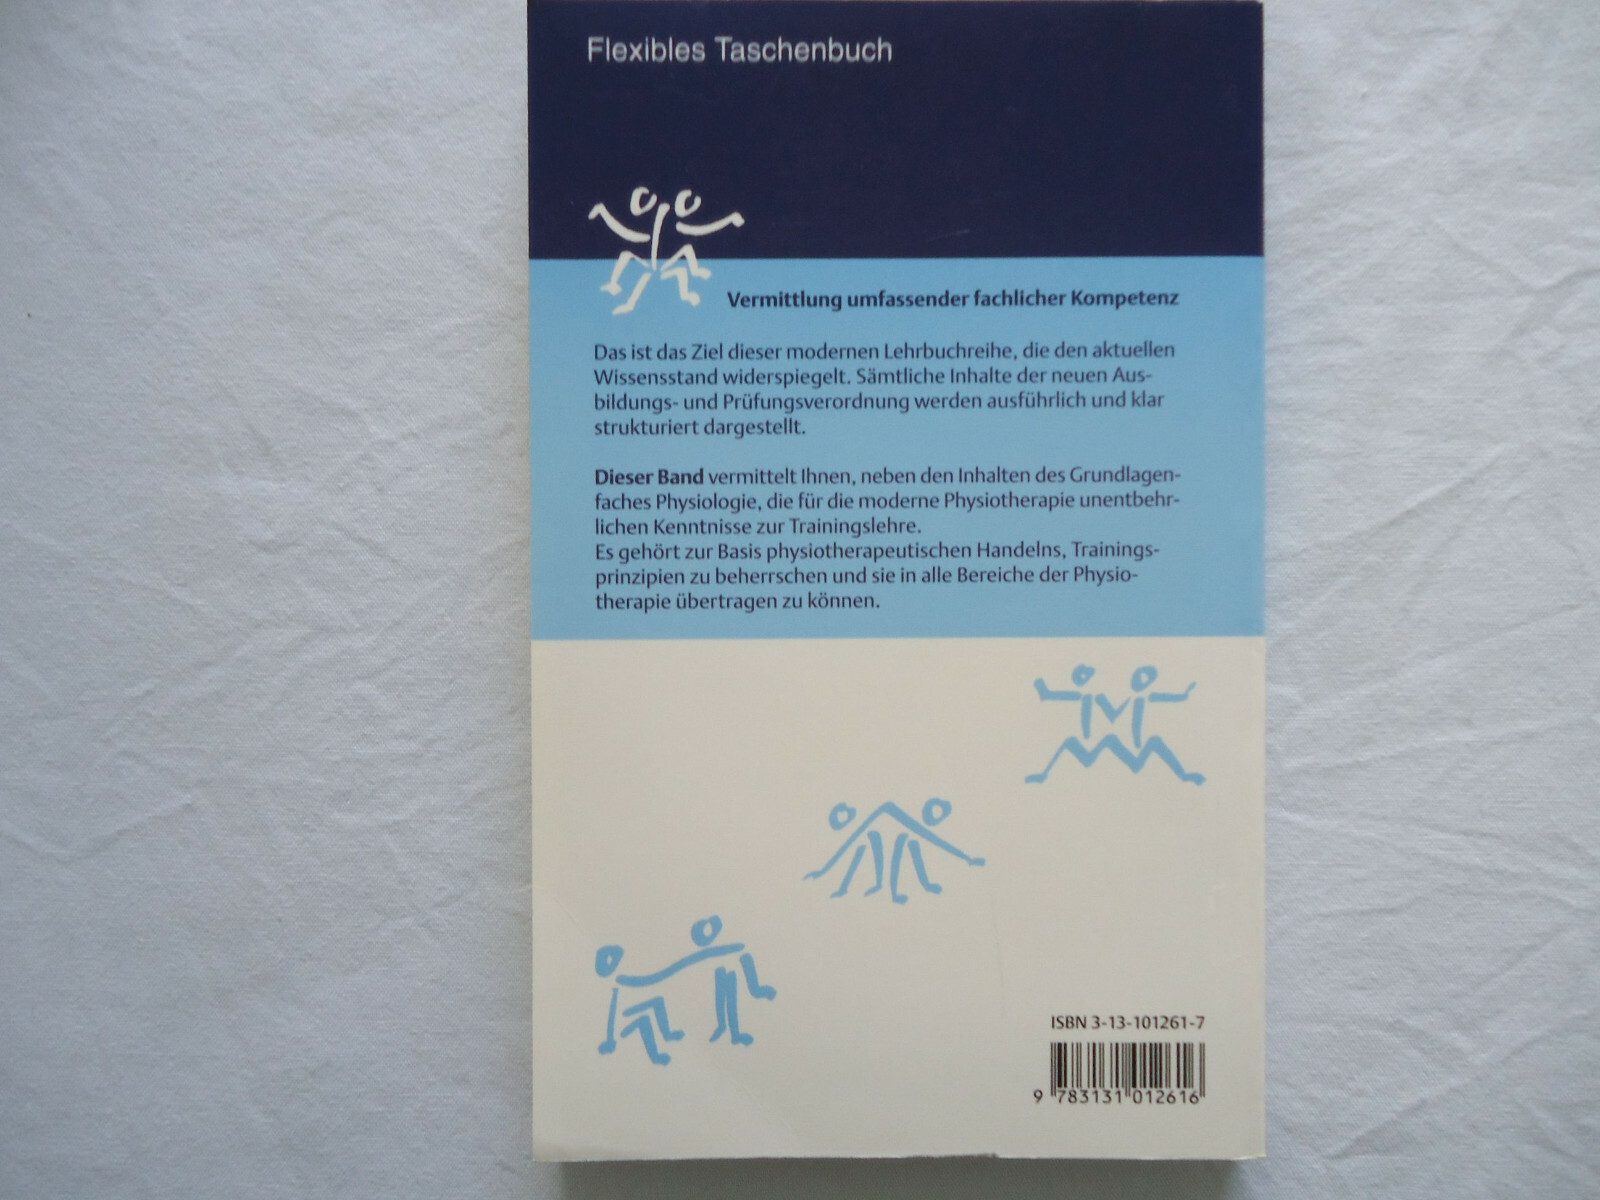 Flexibles Taschenbuch
Vermittlung umfassender fachlicher Kompetenz
Das ist das Ziel dieser modernen Lehrbuchreihe, die den aktuellen
Wissensstand widerspiegelt. Sämtliche Inhalte der neuen Aus-
bildungs- und Prüfungsverordnung werden ausführlich und klar
strukturiert dargestellt.
Dieser Band vermittelt Ihnen, neben den Inhalten des Grundlagen-
faches Physiologie, die für die moderne Physiotherapie unentbehr-
lichen Kenntnisse zur Trainingslehre.
Es gehört zur Basis physiotherapeutischen Handelns, Trainings-
prinzipien zu beherrschen und sie in alle Bereiche der Physio-
therapie übertragen zu können.
ISBN 3-13-101261-7
9 783131 012616